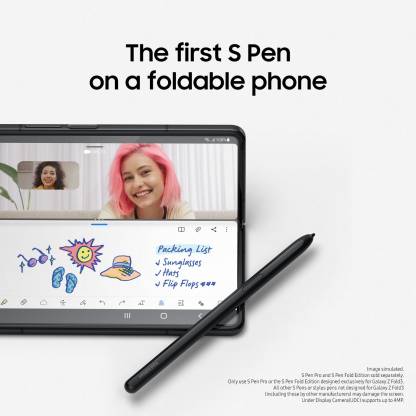 The first S Pen
on a foldable phone
100%
Packing List
✓ Sunglasses
✓ Hats
✓ Flip Flops
Image simulated.
S Pen Pro and S Pen Fold Edition sold separately.
Only use S Pen Pro or the S Pen Fold Edition designed exclusively for Galaxy Z Fold3.
All other S Pens or stylus pens not designed for Galaxy Z Fold3
(including those by other manufacturers) may damage the screen.
Under Display Camera(UDC) supports up to 4MP.